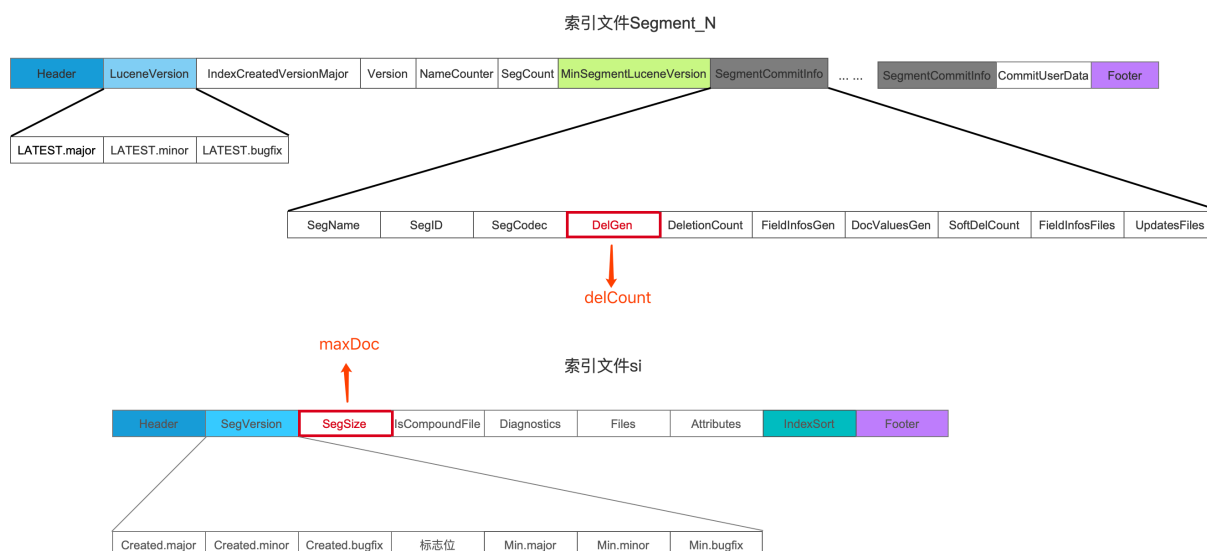 索引文件Segment_N
Header LuceneVersion IndexCreatedVersionMajor Version NameCounter SegCount MinSegmentLuceneVersion SegmentCommitInfo ... ... SegmentCommitInfo CommitUserData Footer
LATEST.major LATEST.minor LATEST.bugfix
SegName SegID SegCodec DelGen DeletionCount FieldInfosGen DocValuesGen SoftDelCount FieldInfosFiles UpdatesFiles
delCount
maxDoc
索引文件si
Header SegVersion SegSize IsCompoundFile Diagnostics Files Attributes IndexSort Footer
Created.major Created.minor Created.bugfix 标志位 Min.major Min.minor Min.bugfix